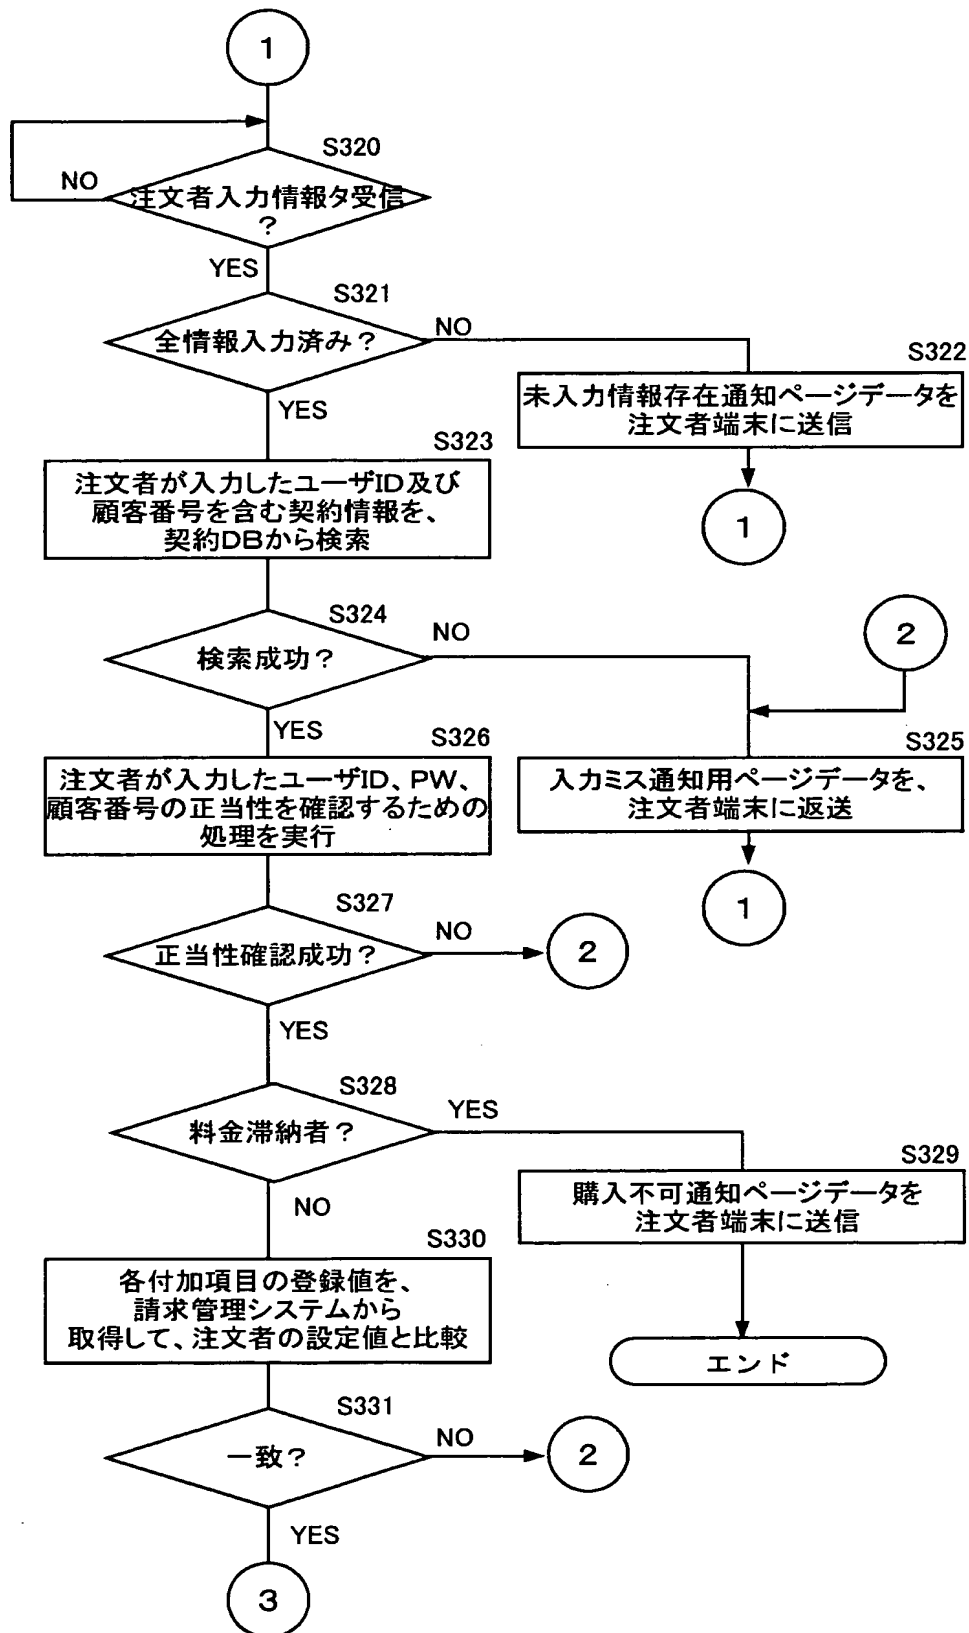 1
S320
NO
注文者入力情報タ受信
？
YES
S321
全情報入力済み？
NO
S322
未入力情報存在通知ページデータを
注文者端末に送信
1
YES
S323
注文者が入力したユーザID及び
顧客番号を含む契約情報を、
契約DBから検索
S324
検索成功？
NO
2
YES
S325
入力ミス通知用ページデータを、
注文者端末に返送
1
S326
注文者が入力したユーザID、PW、
顧客番号の正当性を確認するための
処理を実行
S327
正当性確認成功？
NO
2
YES
S328
料金滞納者？
YES
S329
購入不可通知ページデータを
注文者端末に送信
エンド
NO
S330
各付加項目の登録値を、
請求管理システムから
取得して、注文者の設定値と比較
S331
一致？
NO
2
YES
3